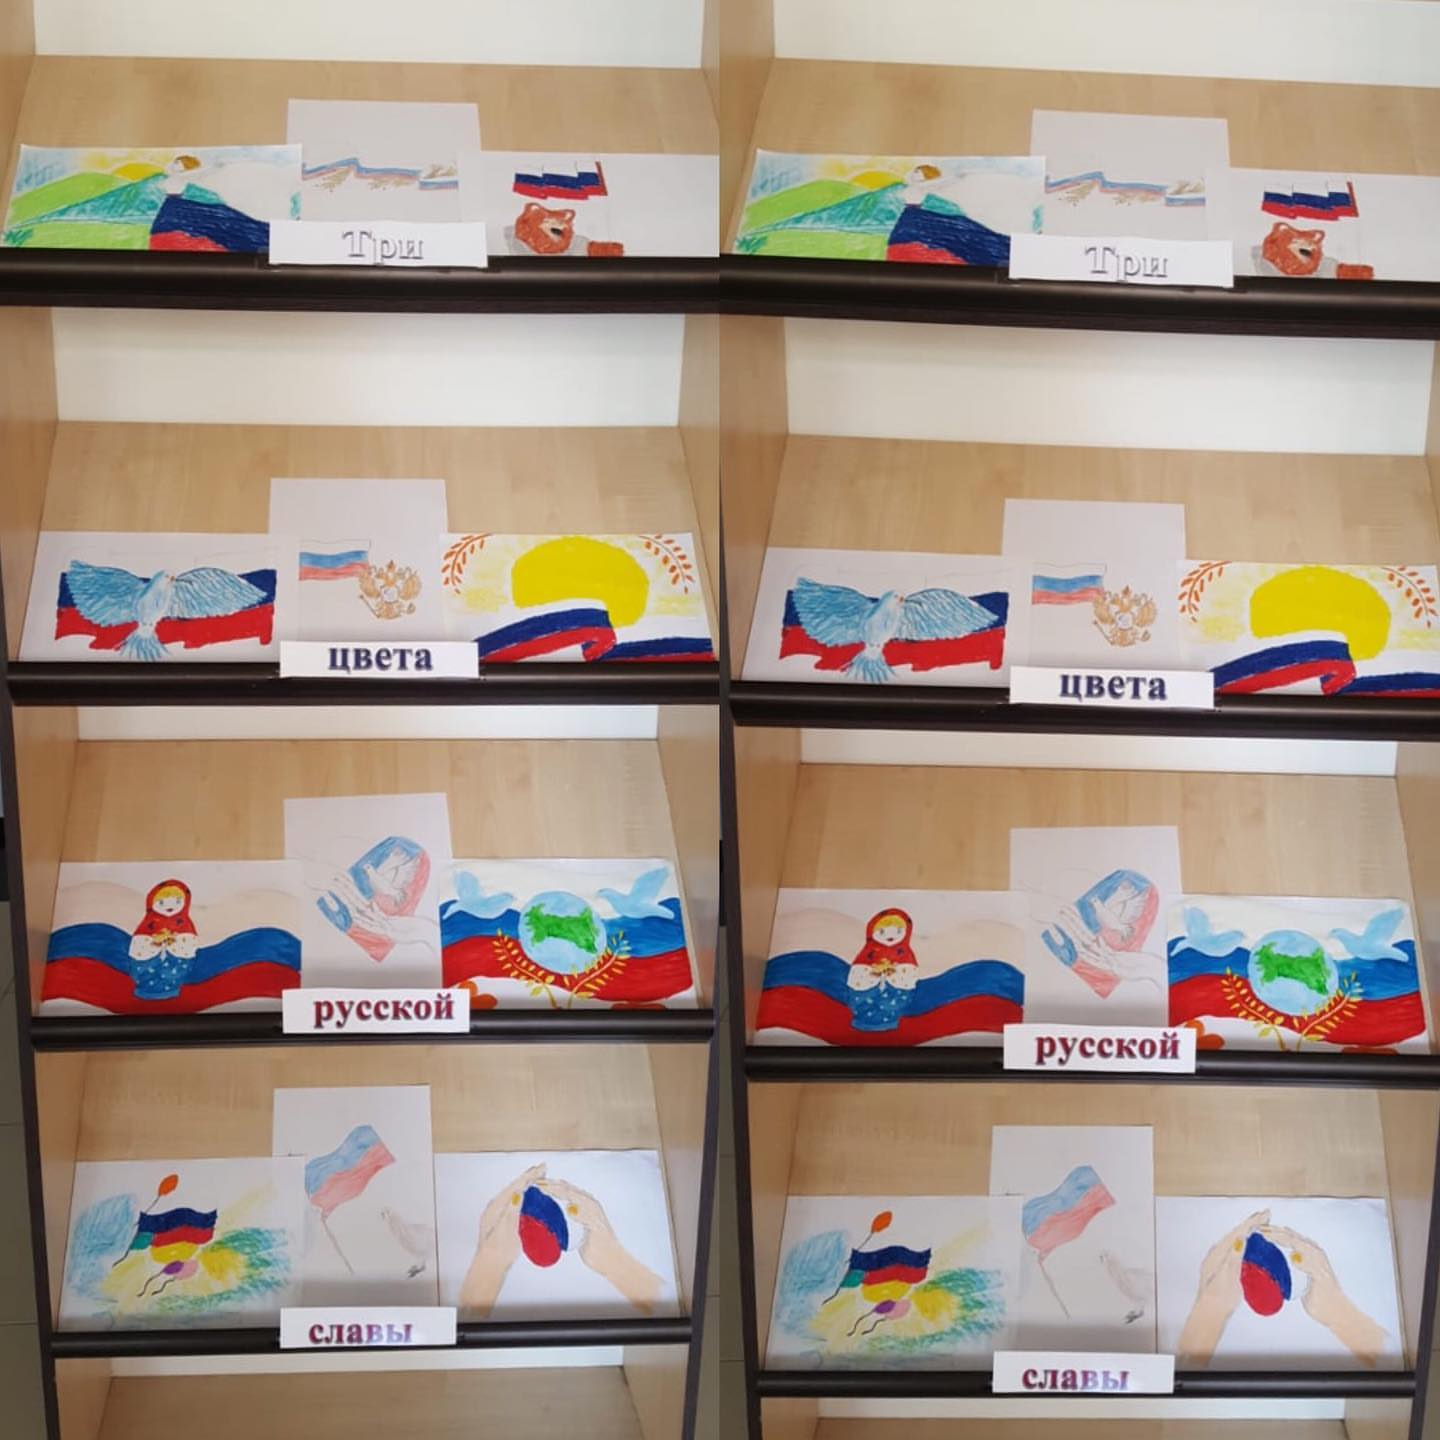 Три
цвета
русской
славы
Три
цвета
русской
славы